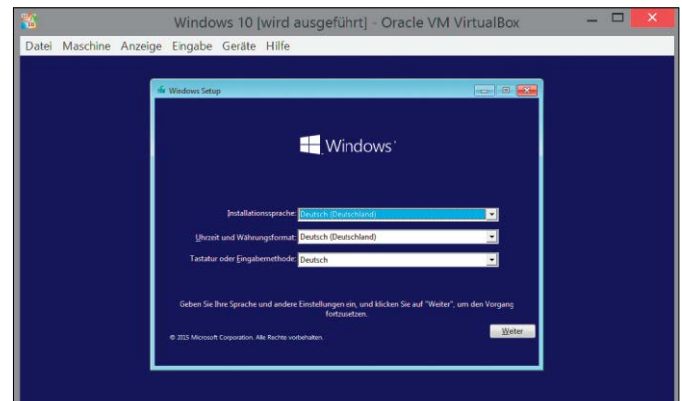 Windows 10 [wird ausgeführt] - Oracle VM VirtualBox
Datei Maschine Anzeige Eingabe Geräte Hilfe
Windows Setup
Windows
Installationssprache: Deutsch (Deutschland)
Uhrzeit und Währungsformat: Deutsch (Deutschland)
Tastatur oder Eingabemethode: Deutsch
Geben Sie Ihre Sprache und andere Einstellungen ein, und klicken Sie auf "Weiter", um den Vorgang
fortzusetzen.
Weiter
© 2015 Microsoft Corporation. Alle Rechte vorbehalten.